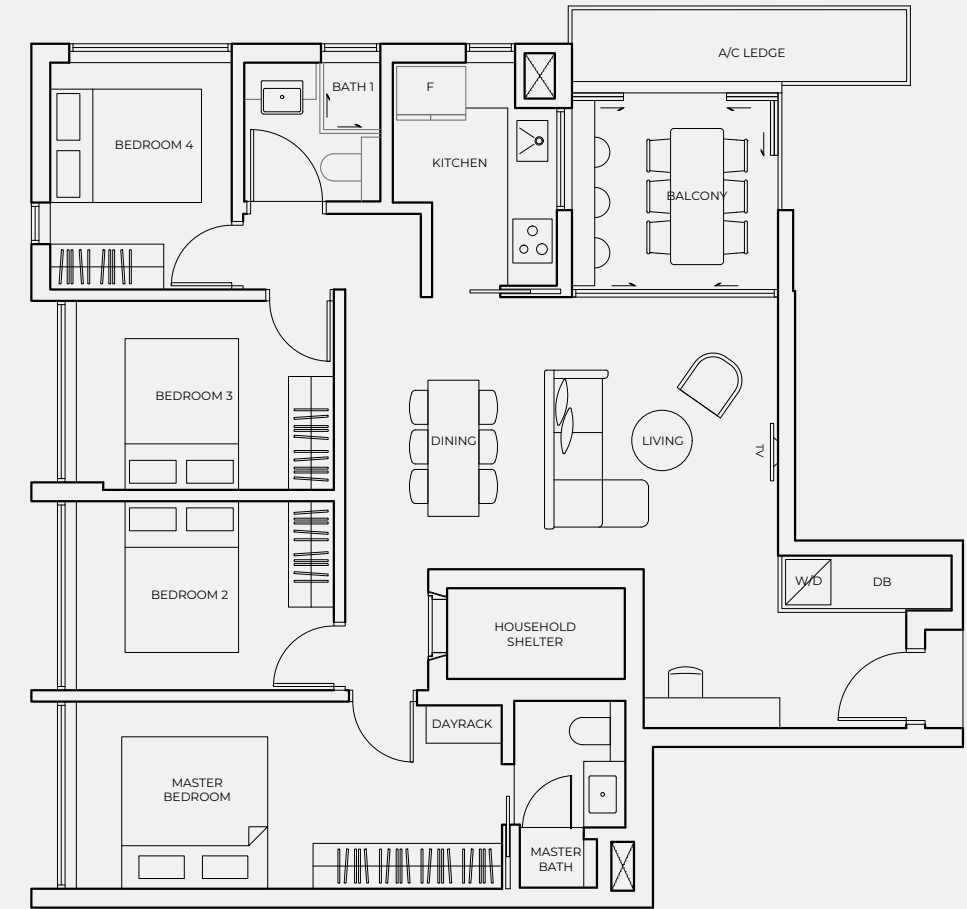 A/C LEDGE
BATH 1
F
BEDROOM 4
KITCHEN
BALCONY
BEDROOM 3
DINING
LIVING
TV
W/D
DB
BEDROOM 2
HOUSEHOLD
SHELTER
DAYRACK
MASTER
BEDROOM
MASTER
BATH